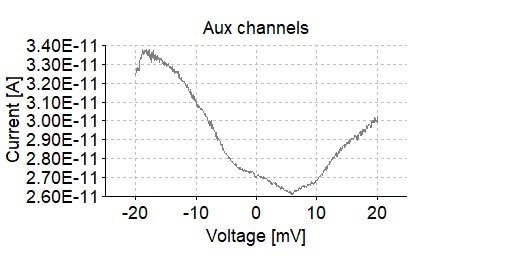 Aux channels
Current [A]
3.40E-11
3.30E-11
3.20E-11
3.10E-11
3.00E-11
2.90E-11
2.80E-11
2.70E-11
2.60E-11
-20 -10 0 10 20
Voltage [mV]